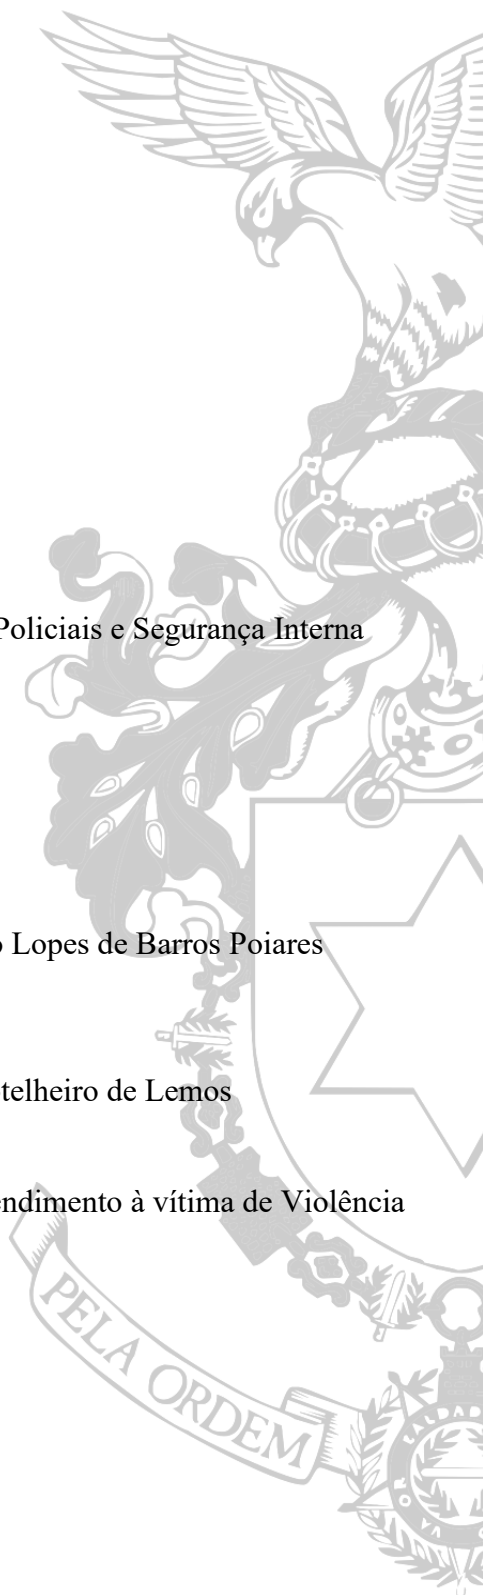 Policiais e Segurança Interna
o Lopes de Barros Poiares
telheiro de Lemos
endimento à vítima de Violência
PELA ORDEM